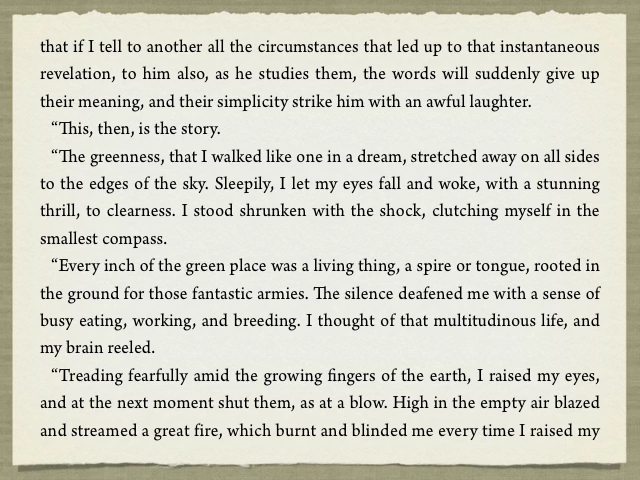 that if I tell to another all the circumstances that led up to that instantaneous
revelation, to him also, as he studies them, the words will suddenly give up
their meaning, and their simplicity strike him with an awful laughter.
“This, then, is the story.
“The greenness, that I walked like one in a dream, stretched away on all sides
to the edges of the sky. Sleepily, I let my eyes fall and woke, with a stunning
thrill, to clearness. I stood shrunken with the shock, clutching myself in the
smallest compass.
“Every inch of the green place was a living thing, a spire or tongue, rooted in
the ground for those fantastic armies. The silence deafened me with a sense of
busy eating, working, and breeding. I thought of that multitudinous life, and
my brain reeled.
“Treading fearfully amid the growing fingers of the earth, I raised my eyes,
and at the next moment shut them, as at a blow. High in the empty air blazed
and streamed a great fire, which burnt and blinded me every time I raised my